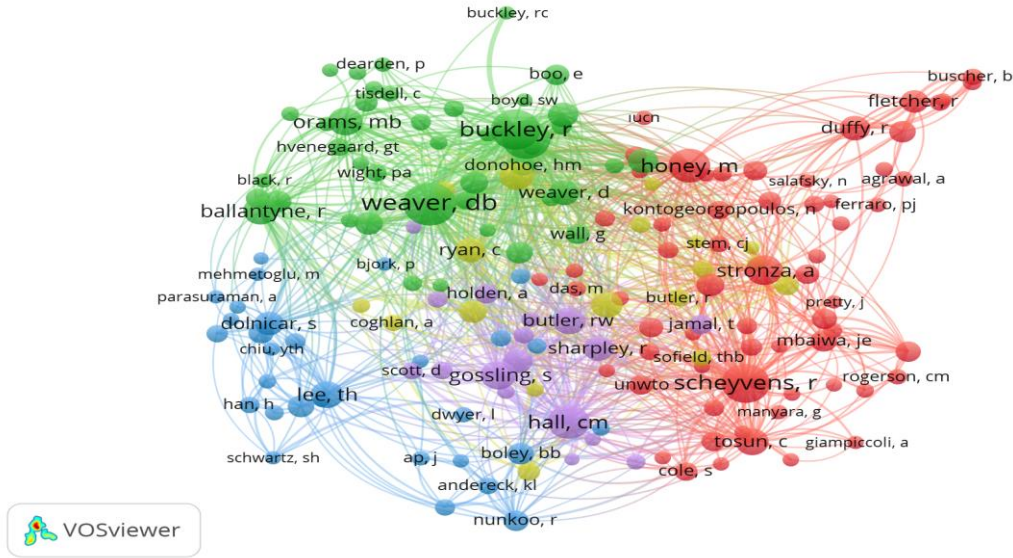 buckley, rc
dearden, p
boo, e
buscher, b
tisdell, c
boyd, sw
fletcher, r
orams, mb
buckley, r
iucn
duffy, r
hvenegaard, gt
donohoe, hm
honey, m
wight, pa
black, r
weaver, d
salafsky, n
agrawal, a
weaver, db
ballantyne, r
kontogeorgopoulos, n
ferraro, pj
wall, g
ryan, c
stem, cj
bjork, p
mehmetoglu, m
stronza, a
parasuraman, a
holden, a
das, m
butler, r
pretty, j
dolnicar, s
coghlan, a
butler, rw
jamal, t
mbaiwa, je
chiu, yth
sharpley, r
sofield, thb
scott, d
gossling, s
unwto
scheyvens, r
rogerson, cm
lee, th
han, h
dwyer, l
hall, cm
manyara, g
tosun, c
giampiccoli, a
schwartz, sh
ap, j
boley, bb
cole, s
andereck, kl
nunkoo, r
VOSviewer